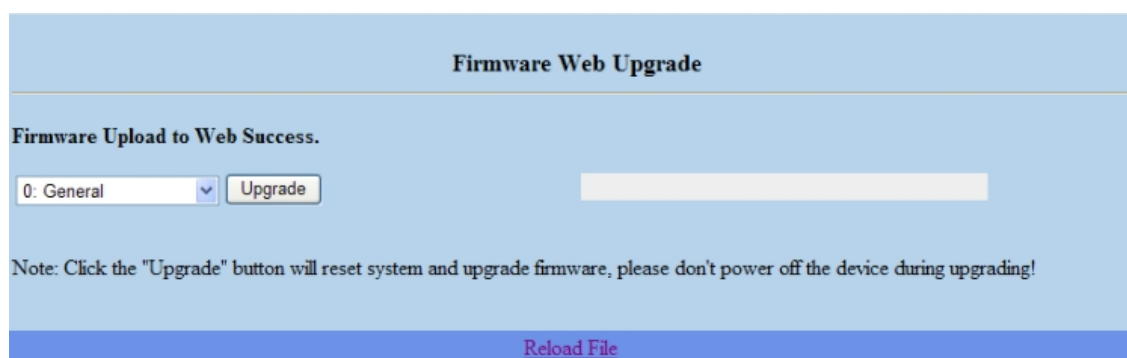 Firmware Web Upgrade
Firmware Upload to Web Success.
0: General Upgrade
Note: Click the "Upgrade" button will reset system and upgrade firmware, please don't power off the device during upgrading!
Reload File